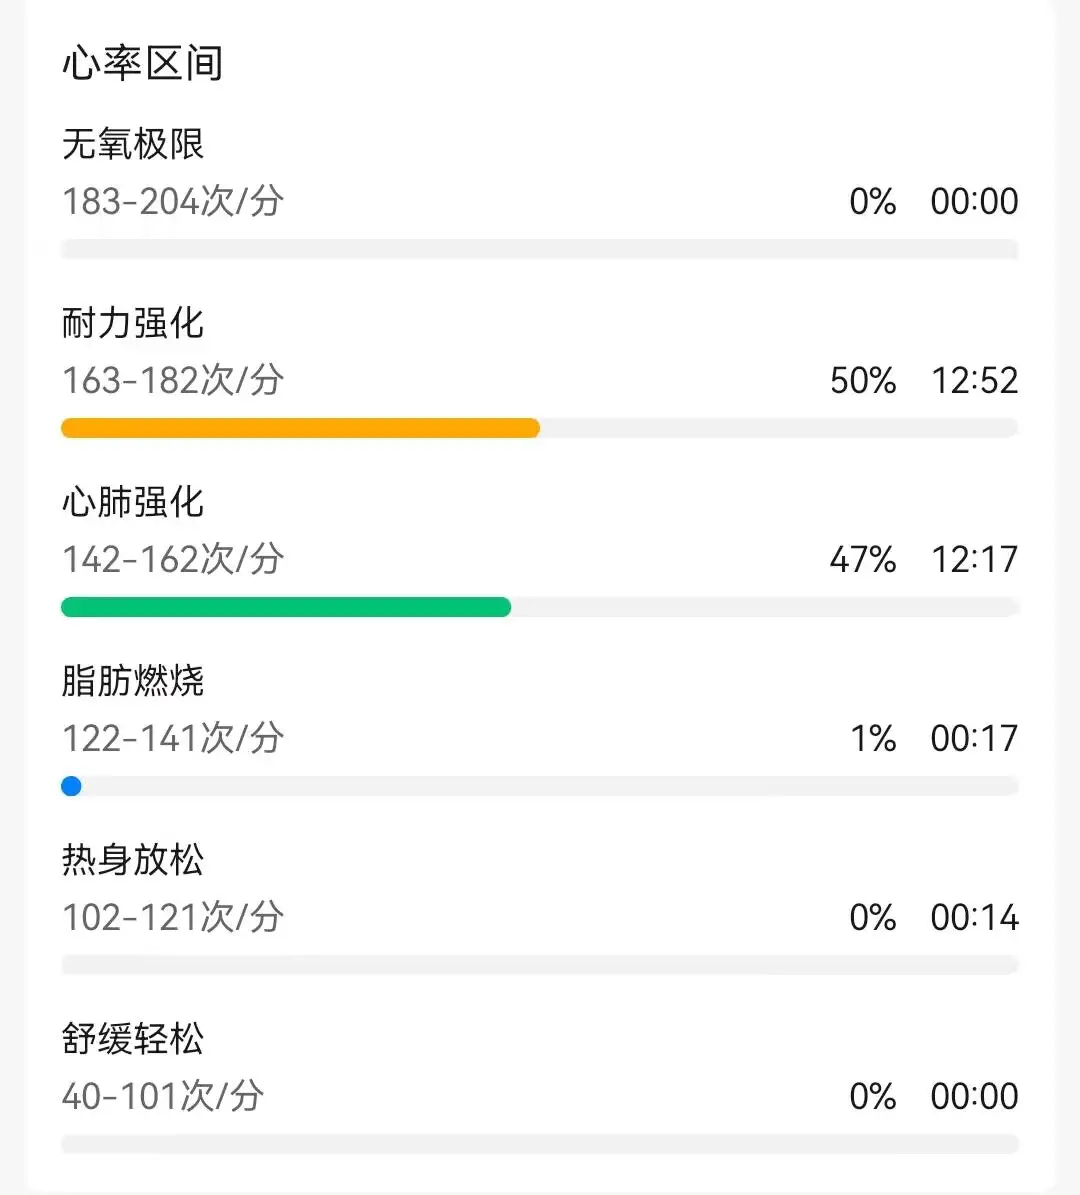 心率区间
无氧极限
183-204次/分 0% 00:00
耐力强化
163-182次/分 50% 12:52
心肺强化
142-162次/分 47% 12:17
脂肪燃烧
122-141次/分 1% 00:17
热身放松
102-121次/分 0% 00:14
舒缓轻松
40-101次/分 0% 00:00